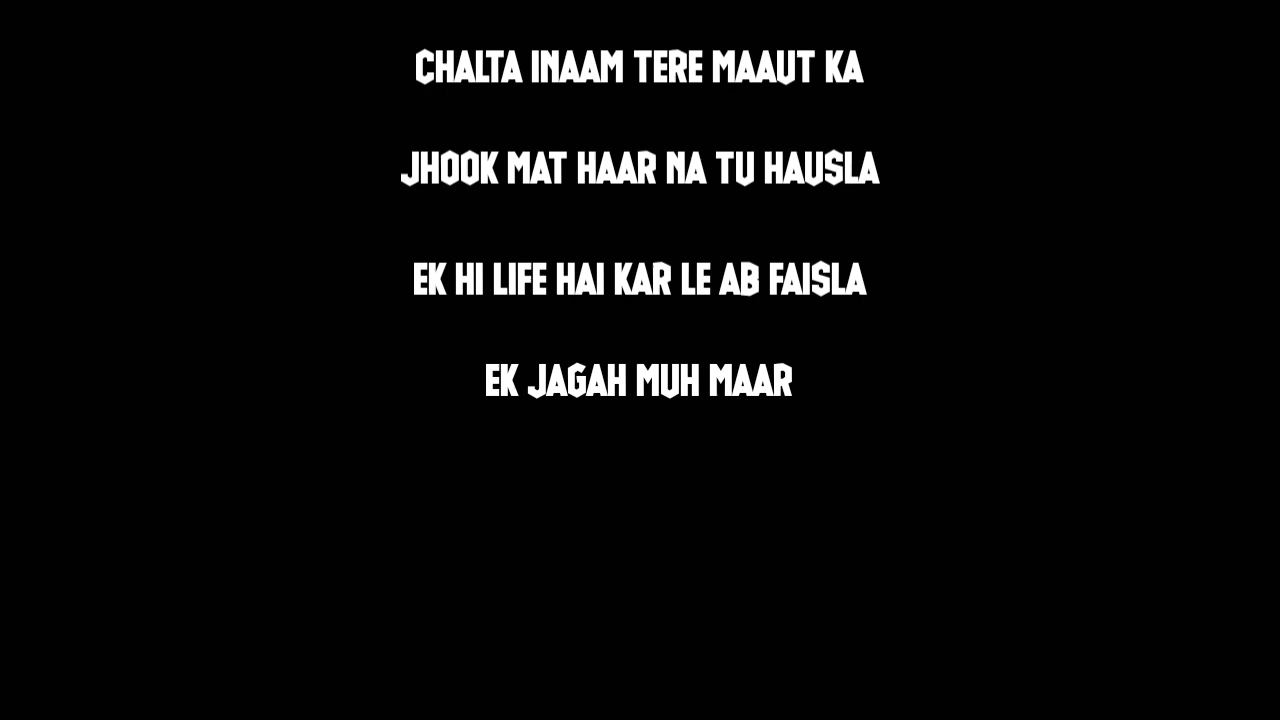 CHALTA INAAM TERE MAAUT KA
JHOOK MAT HAAR NA TU HAUSLA
EK HI LIFE HAI KAR LE AB FAISLA
EK JAGAH MUH MAAR